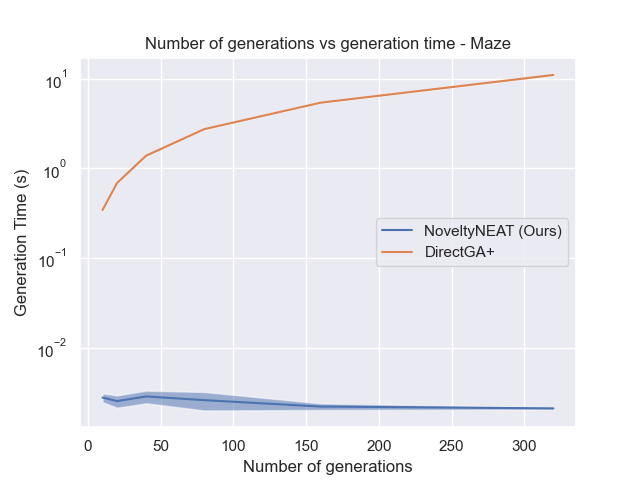 Number of generations vs generation time - Maze
Generation Time (s)
10^1
10^0
10^−1
10^−2
NoveltyNEAT (Ours)
DirectGA+
0 50 100 150 200 250 300
Number of generations